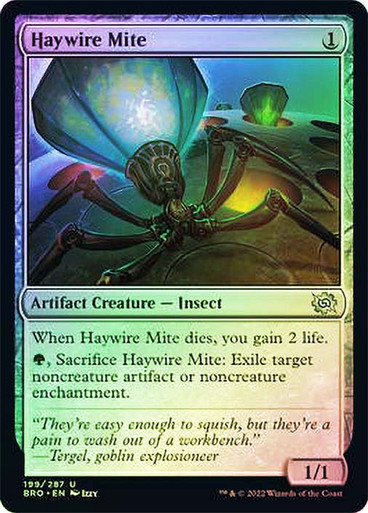 Haywire Mite 1
Artifact Creature — Insect
When Haywire Mite dies, you gain 2 life.
, Sacrifice Haywire Mite: Exile target
noncreature artifact or noncreature
enchantment.
"They're easy enough to squish, but they're a
pain to wash out of a workbench."
—Tergel, goblin explosioneer
1/1
199/287 U
BRO • EN Izzy
™ & © 2022 Wizards of the Coast